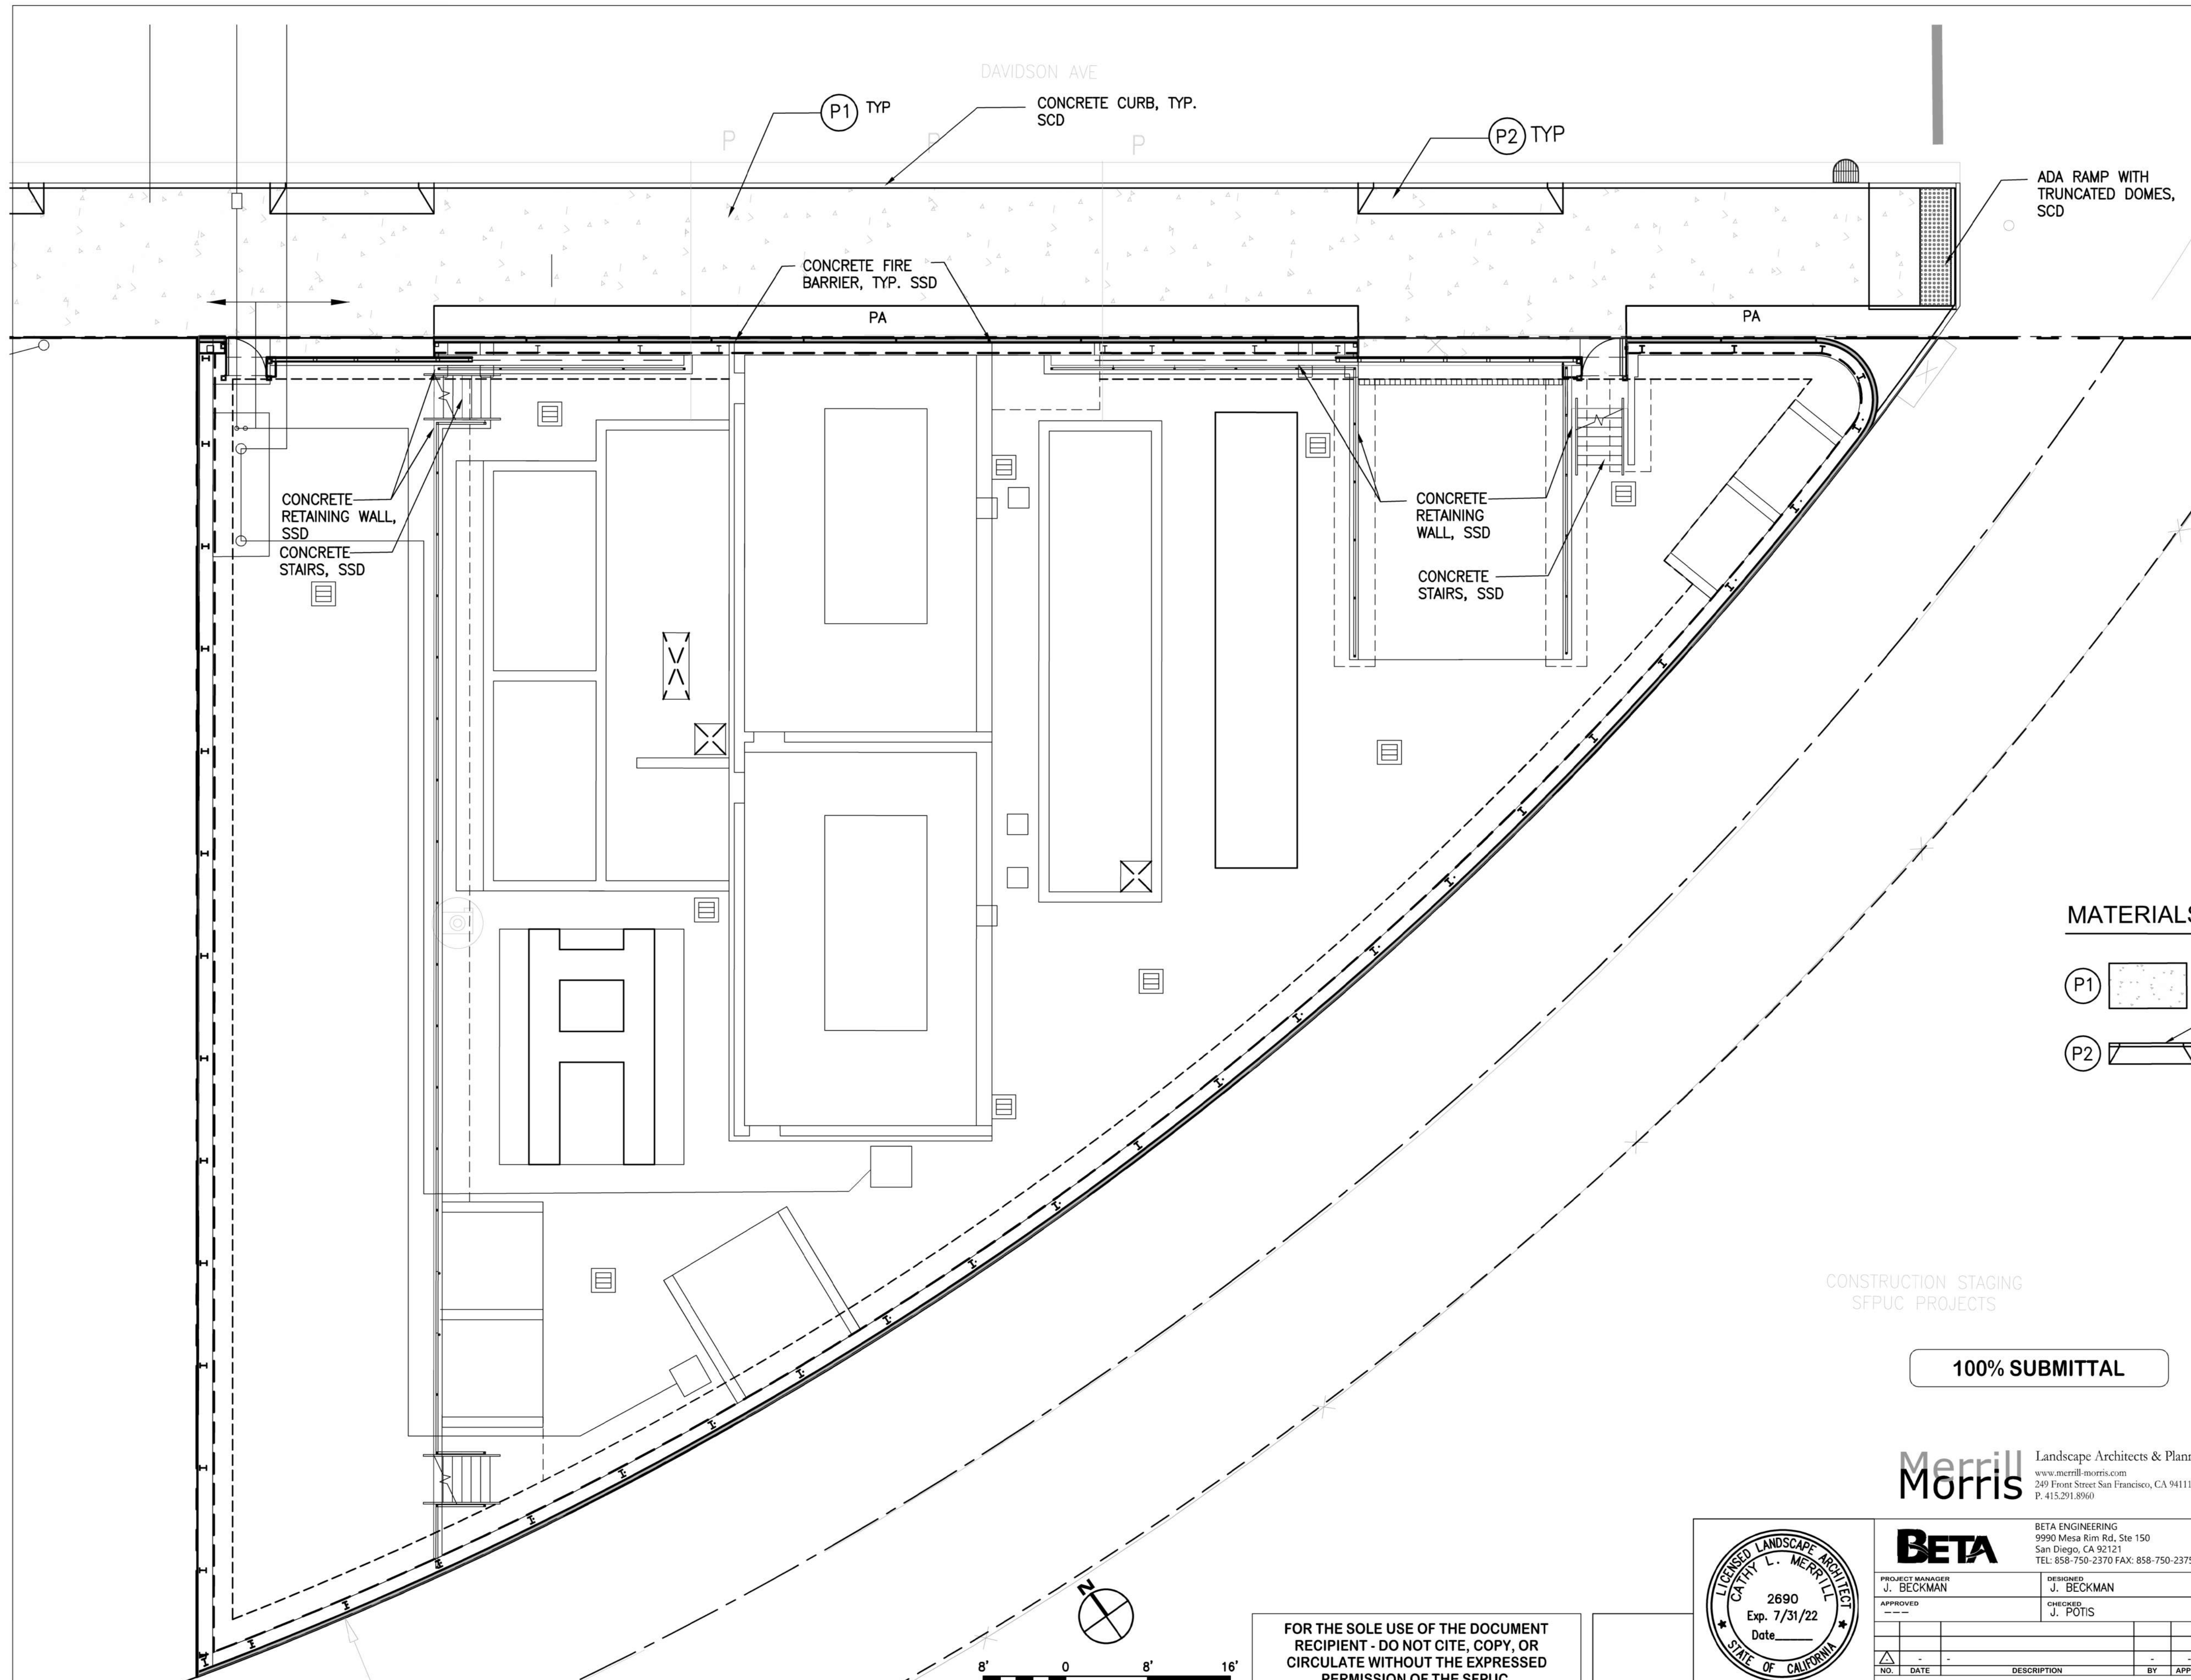 DAVIDSON AVE
P1 TYP
CONCRETE CURB, TYP.
SCD
P P P
P2 TYP
ADA RAMP WITH
TRUNCATED DOMES,
SCD
CONCRETE FIRE
BARRIER, TYP. SSD
PA
PA
CONCRETE
RETAINING WALL,
SSD
CONCRETE
STAIRS, SSD
CONCRETE
RETAINING
WALL, SSD
CONCRETE
STAIRS, SSD
MATERIALS
P1
P2
CONSTRUCTION STAGING
SFPUC PROJECTS
100% SUBMITTAL
Merrill
Morris
Landscape Architects & Plann
www.merrill-morris.com
249 Front Street San Francisco, CA 94111
P. 415.291.8960
N
8' 0 8' 16'
FOR THE SOLE USE OF THE DOCUMENT
RECIPIENT - DO NOT CITE, COPY, OR
CIRCULATE WITHOUT THE EXPRESSED
PERMISSION OF THE SFPUC
LICENSED LANDSCAPE ARCHITECT
CATHY L. MERRILL
2690
Exp. 7/31/22
Date
STATE OF CALIFORNIA
BETA
BETA ENGINEERING
9990 Mesa Rim Rd, Ste 150
San Diego, CA 92121
TEL: 858-750-2370 FAX: 858-750-2375
PROJECT MANAGER
J. BECKMAN
DESIGNED
J. BECKMAN
APPROVED
---
CHECKED
J. POTIS
- - - -
NO. DATE DESCRIPTION BY APP